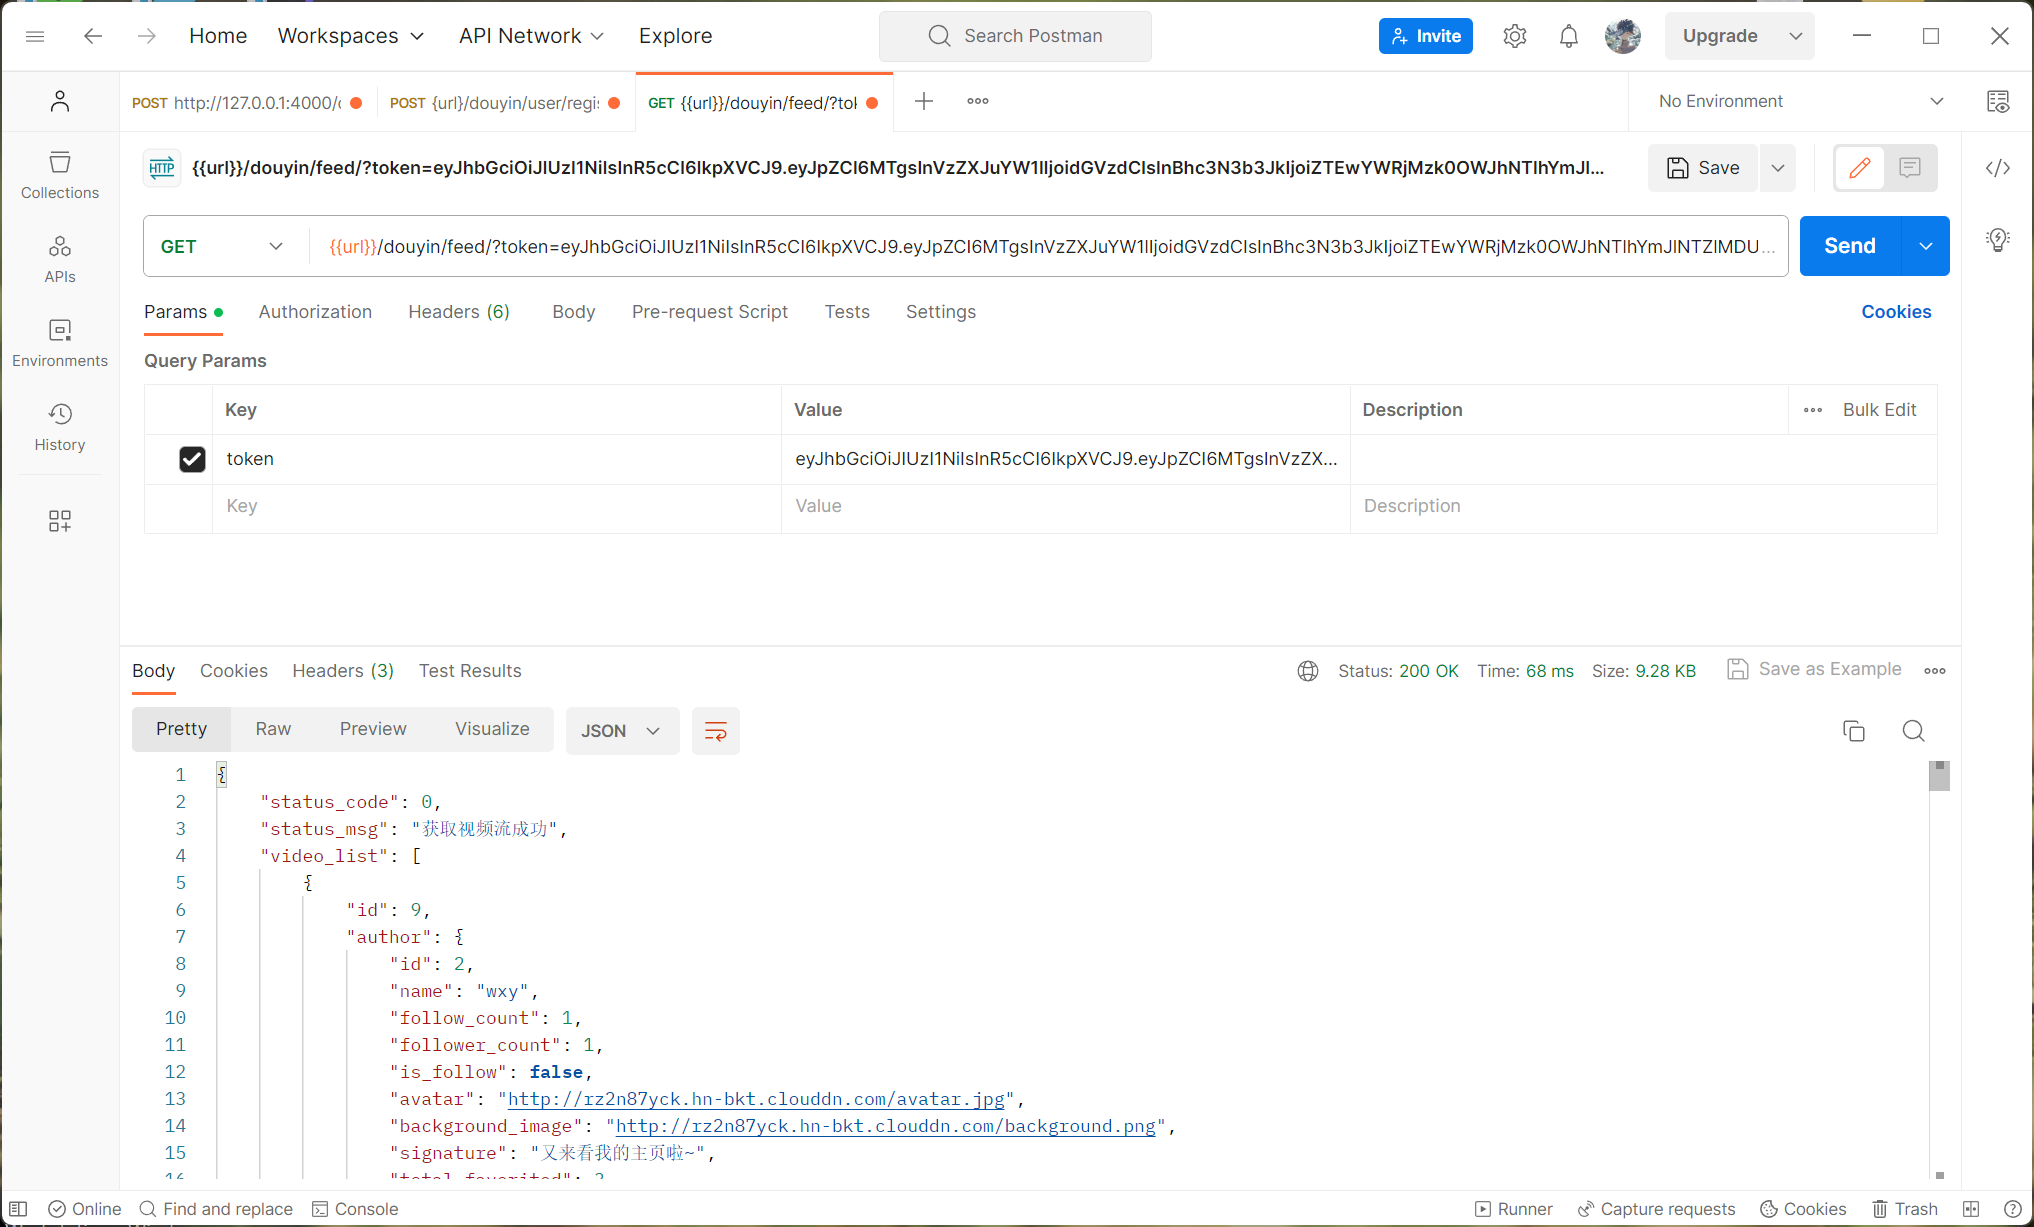 Home Workspaces API Network Explore Search Postman Invite Upgrade
POST http://127.0.0.1:4000/ POST {url}/douyin/user/regi GET {{url}}/douyin/feed/?tok No Environment
HTTP {{url}}/douyin/feed/?token=eyJhbGciOiJIUzI1NiIsInR5cCI6IkpXVCJ9.eyJpZCI6MTgsInVzZXJuYW1lIjoidGVzdCIsInBhc3N3b3JkIjoiZTEwYWRjMzk0OWJhNTlhYmJl... Save
Collections
GET {{url}}/douyin/feed/?token=eyJhbGciOiJIUzI1NiIsInR5cCI6IkpXVCJ9.eyJpZCI6MTgsInVzZXJuYW1lIjoidGVzdCIsInBhc3N3b3JkIjoiZTEwYWRjMzk0OWJhNTlhYmJlNTZlMDU... Send
APIs
Params Authorization Headers (6) Body Pre-request Script Tests Settings Cookies
Environments
Query Params
Key Value Description Bulk Edit
History
token eyJhbGciOiJIUzI1NiIsInR5cCI6IkpXVCJ9.eyJpZCI6MTgsInVzZX...
Key Value Description
Body Cookies Headers (3) Test Results Status: 200 OK Time: 68 ms Size: 9.28 KB Save as Example
Pretty Raw Preview Visualize JSON
1 {
2 "status_code": 0,
3 "status_msg": "获取视频流成功",
4 "video_list": [
5 {
6 "id": 9,
7 "author": {
8 "id": 2,
9 "name": "wxy",
10 "follow_count": 1,
11 "follower_count": 1,
12 "is_follow": false,
13 "avatar": "http://rz2n87yck.hn-bkt.clouddn.com/avatar.jpg",
14 "background_image": "http://rz2n87yck.hn-bkt.clouddn.com/background.png",
15 "signature": "又来看我的主页啦~",
16 "total_favorited": 2
Online Find and replace Console Runner Capture requests Cookies Trash